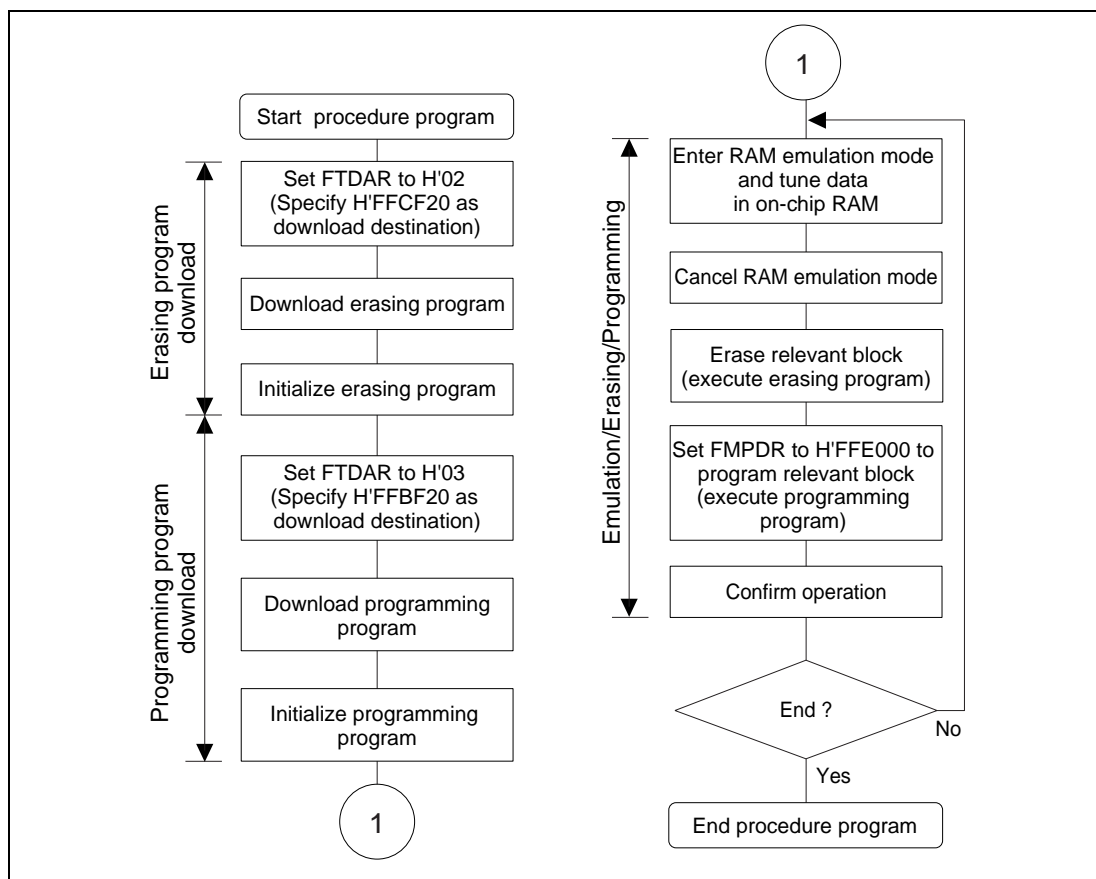 Start procedure program
Erasing program
download
Set FTDAR to H'02
(Specify H'FFCF20 as
download destination)
Download erasing program
Initialize erasing program
Programming program
download
Set FTDAR to H'03
(Specify H'FFBF20 as
download destination)
Download programming
program
Initialize programming
program
1
1
Emulation/Erasing/Programming
Enter RAM emulation mode
and tune data
in on-chip RAM
Cancel RAM emulation mode
Erase relevant block
(execute erasing program)
Set FMPDR to H'FFE000 to
program relevant block
(execute programming
program)
Confirm operation
End ?
No
Yes
End procedure program